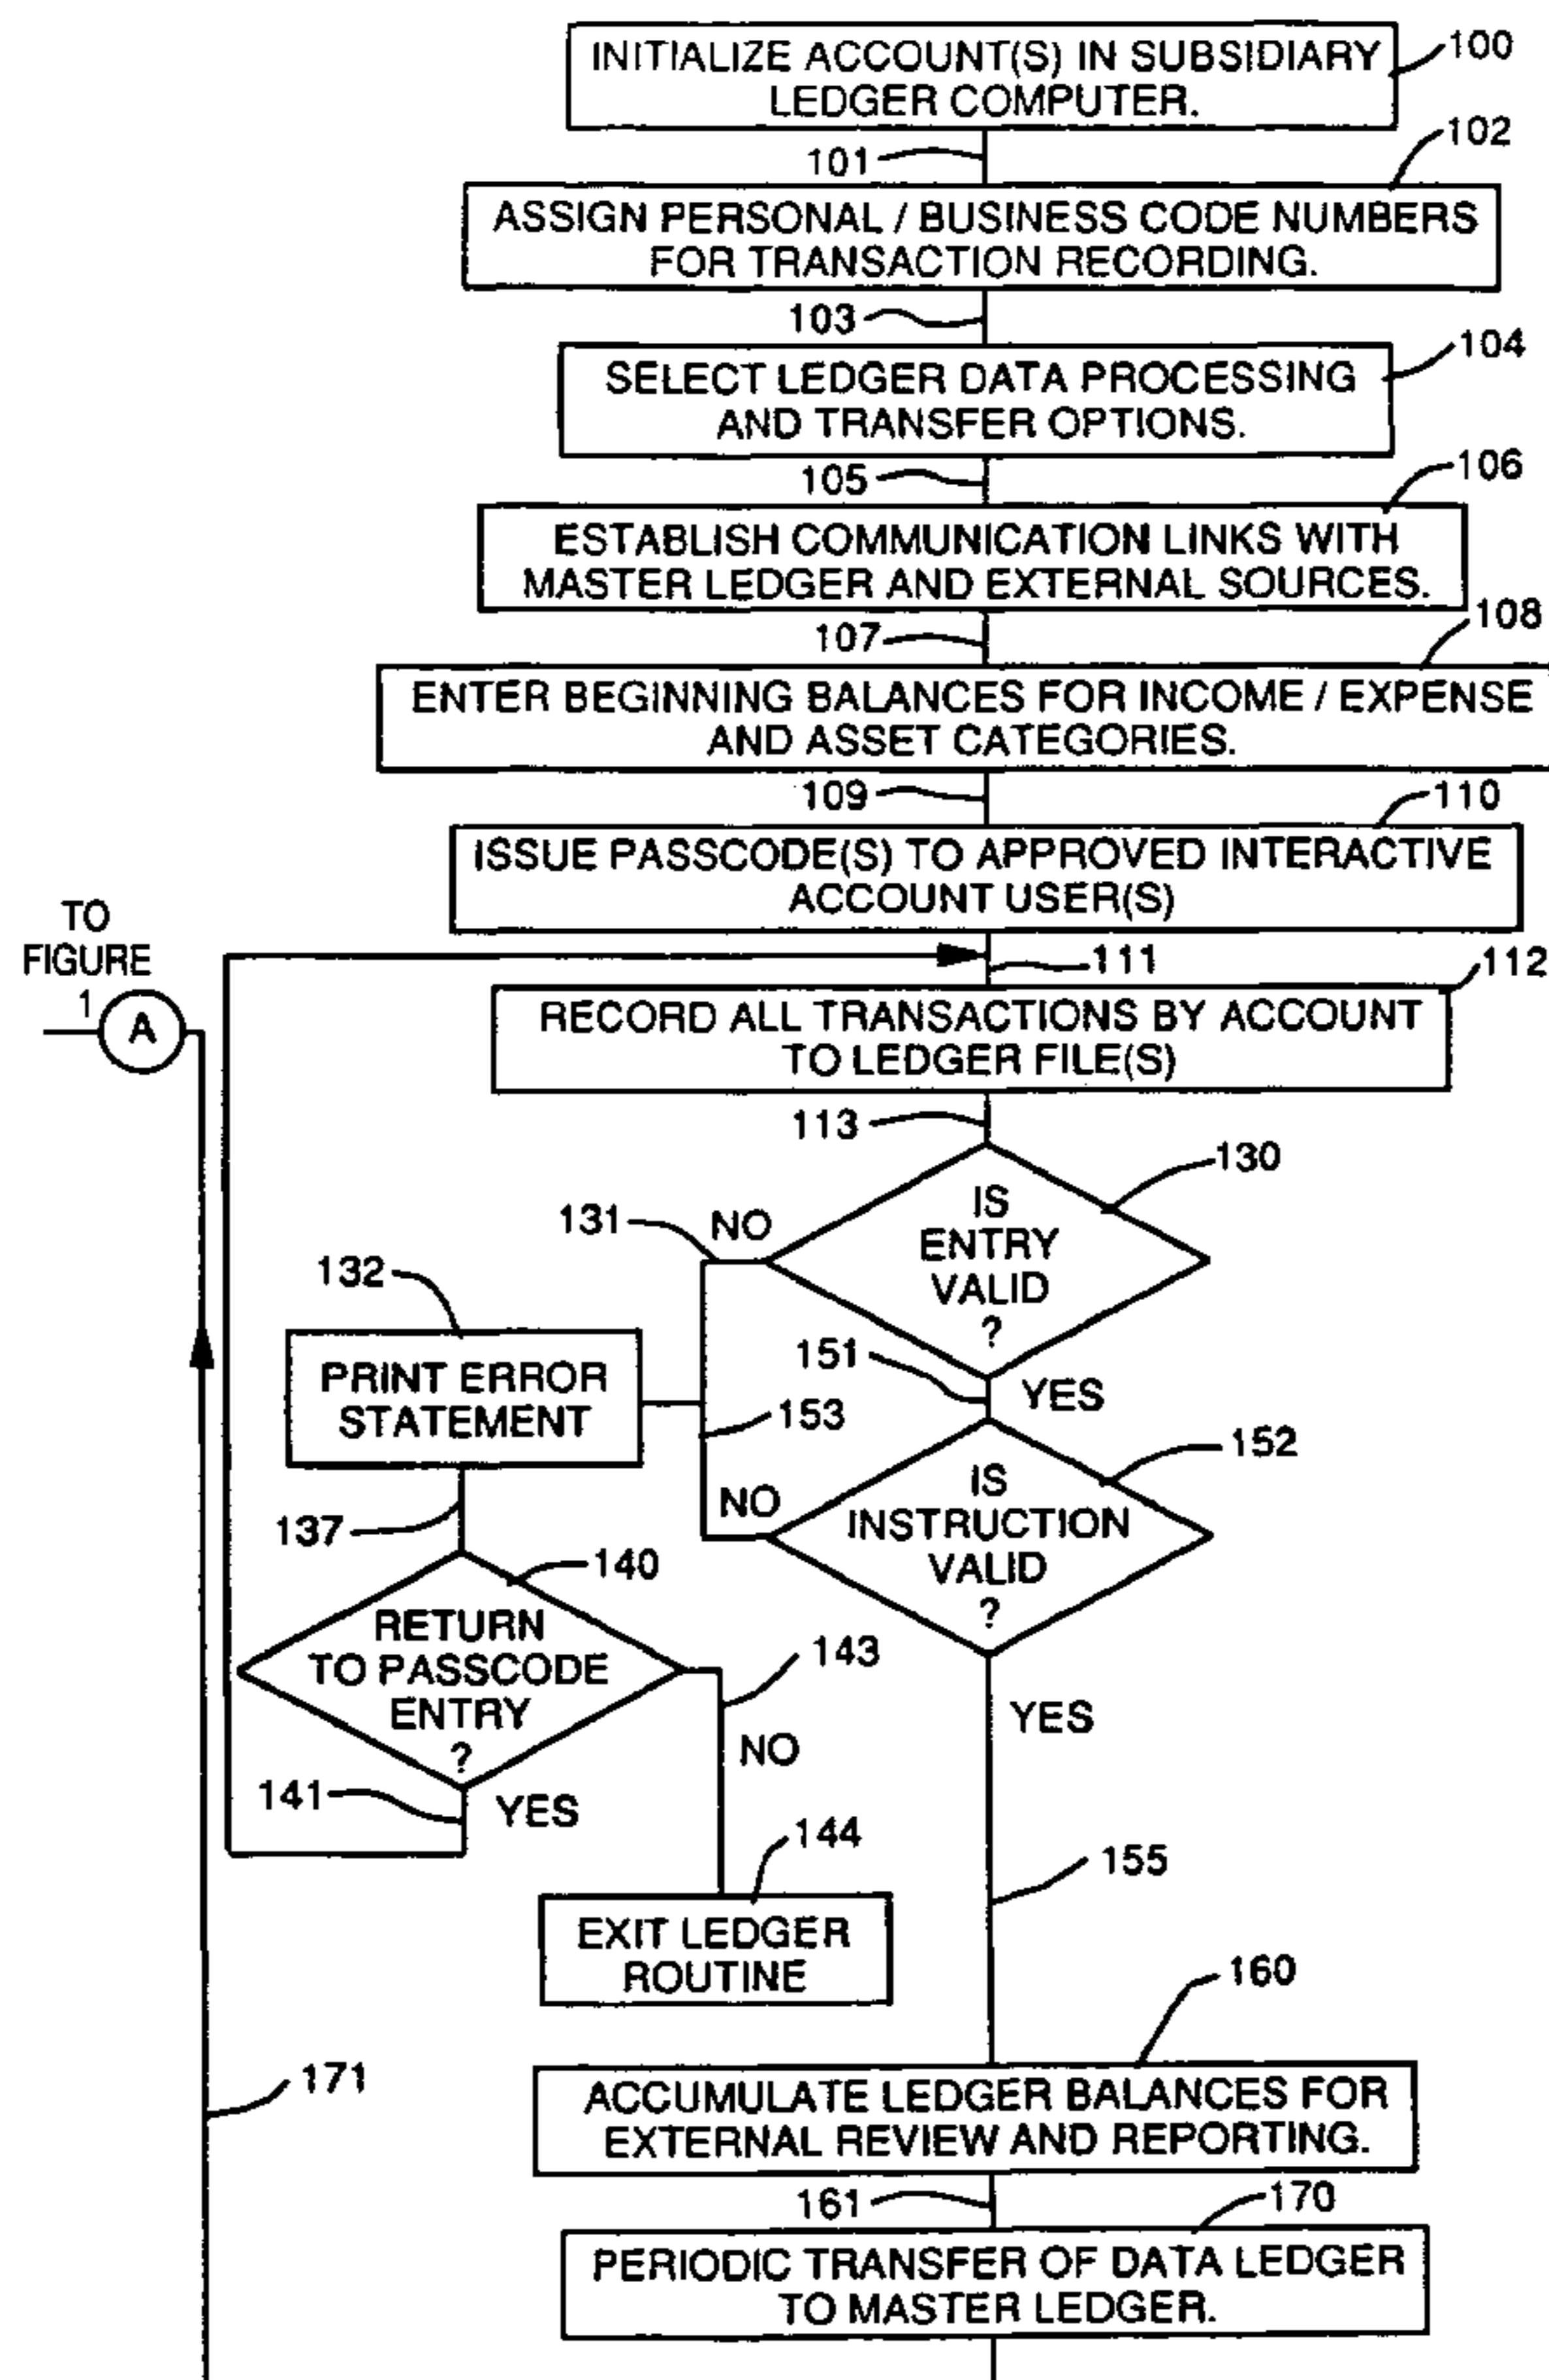 INITIALIZE ACCOUNT(S) IN SUBSIDIARY
LEDGER COMPUTER.
100
101
102
ASSIGN PERSONAL / BUSINESS CODE NUMBERS
FOR TRANSACTION RECORDING.
103
104
SELECT LEDGER DATA PROCESSING
AND TRANSFER OPTIONS.
105
106
ESTABLISH COMMUNICATION LINKS WITH
MASTER LEDGER AND EXTERNAL SOURCES.
107
108
ENTER BEGINNING BALANCES FOR INCOME / EXPENSE
AND ASSET CATEGORIES.
109
110
ISSUE PASSCODE(S) TO APPROVED INTERACTIVE
ACCOUNT USER(S)
TO
FIGURE
1
A
111
112
RECORD ALL TRANSACTIONS BY ACCOUNT
TO LEDGER FILE(S)
113
130
IS
ENTRY
VALID
?
131
NO
132
PRINT ERROR
STATEMENT
151
YES
153
152
IS
INSTRUCTION
VALID
?
NO
137
140
RETURN
TO PASSCODE
ENTRY
?
143
NO
YES
141
YES
144
EXIT LEDGER
ROUTINE
155
160
ACCUMULATE LEDGER BALANCES FOR
EXTERNAL REVIEW AND REPORTING.
171
161
170
PERIODIC TRANSFER OF DATA LEDGER
TO MASTER LEDGER.